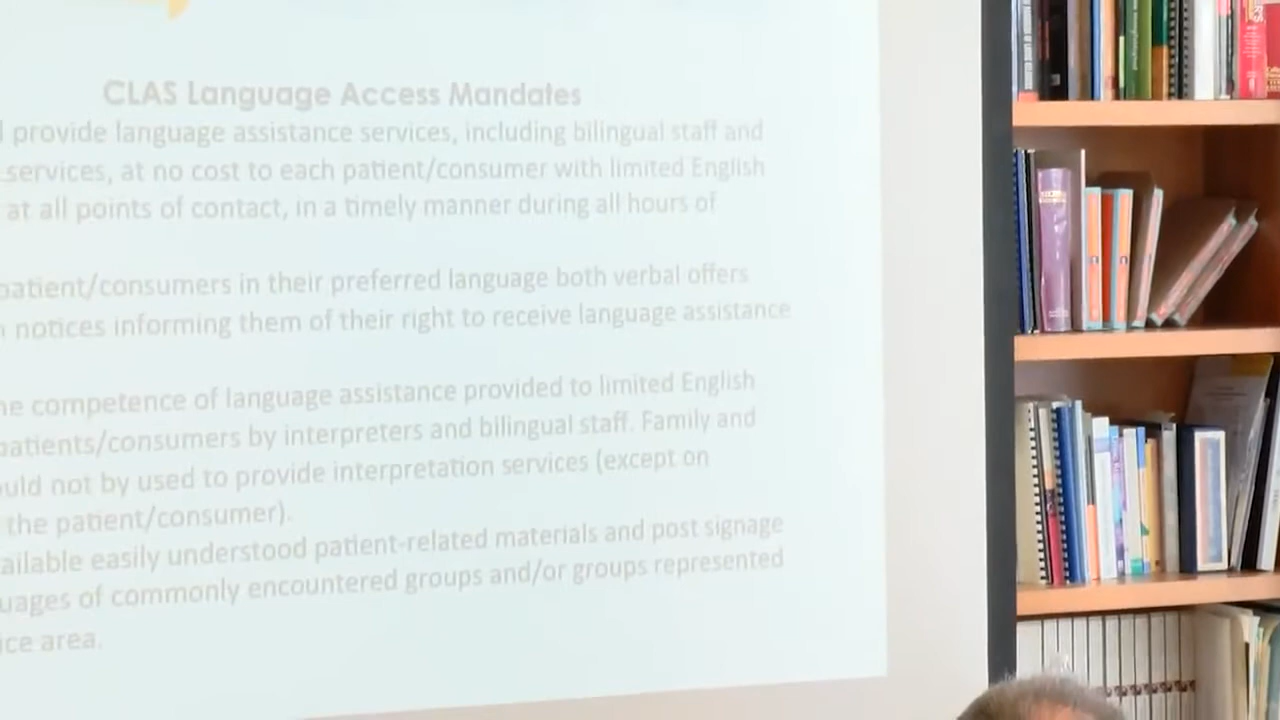 CLAS Language Access Mandates
provide language assistance services, including bilingual staff and
services, at no cost to each patient/consumer with limited English
at all points of contact, in a timely manner during all hours of
patient/consumers in their preferred language both verbal offers
notices informing them of their right to receive language assistance
competence of language assistance provided to limited English
patients/consumers by interpreters and bilingual staff. Family and
not by used to provide interpretation services (except on
the patient/consumer).
easily understood patient-related materials and post signage
of commonly encountered groups and/or groups represented
area.